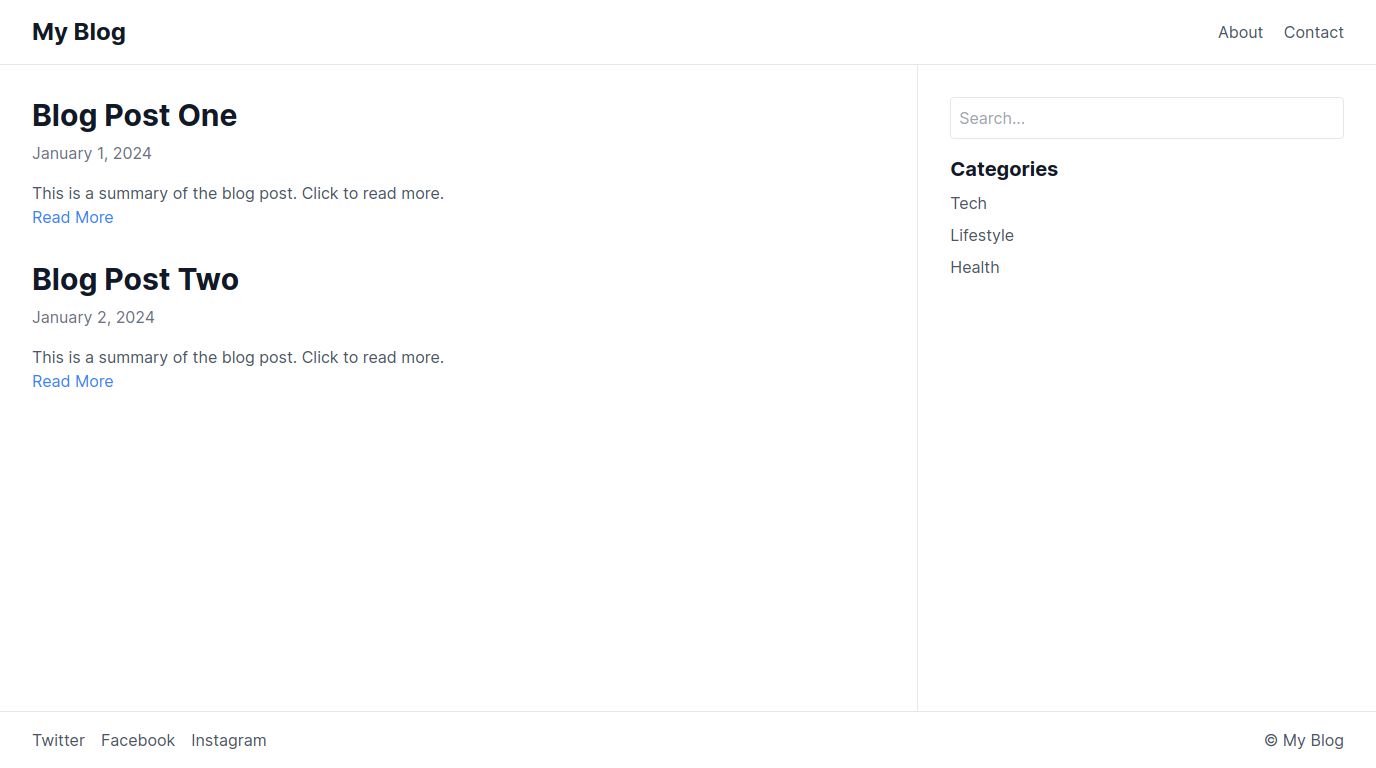 My Blog
About
Contact
Blog Post One
January 1, 2024
This is a summary of the blog post. Click to read more.
Read More
Blog Post Two
January 2, 2024
This is a summary of the blog post. Click to read more.
Read More
Search...
Categories
Tech
Lifestyle
Health
Twitter
Facebook
Instagram
© My Blog